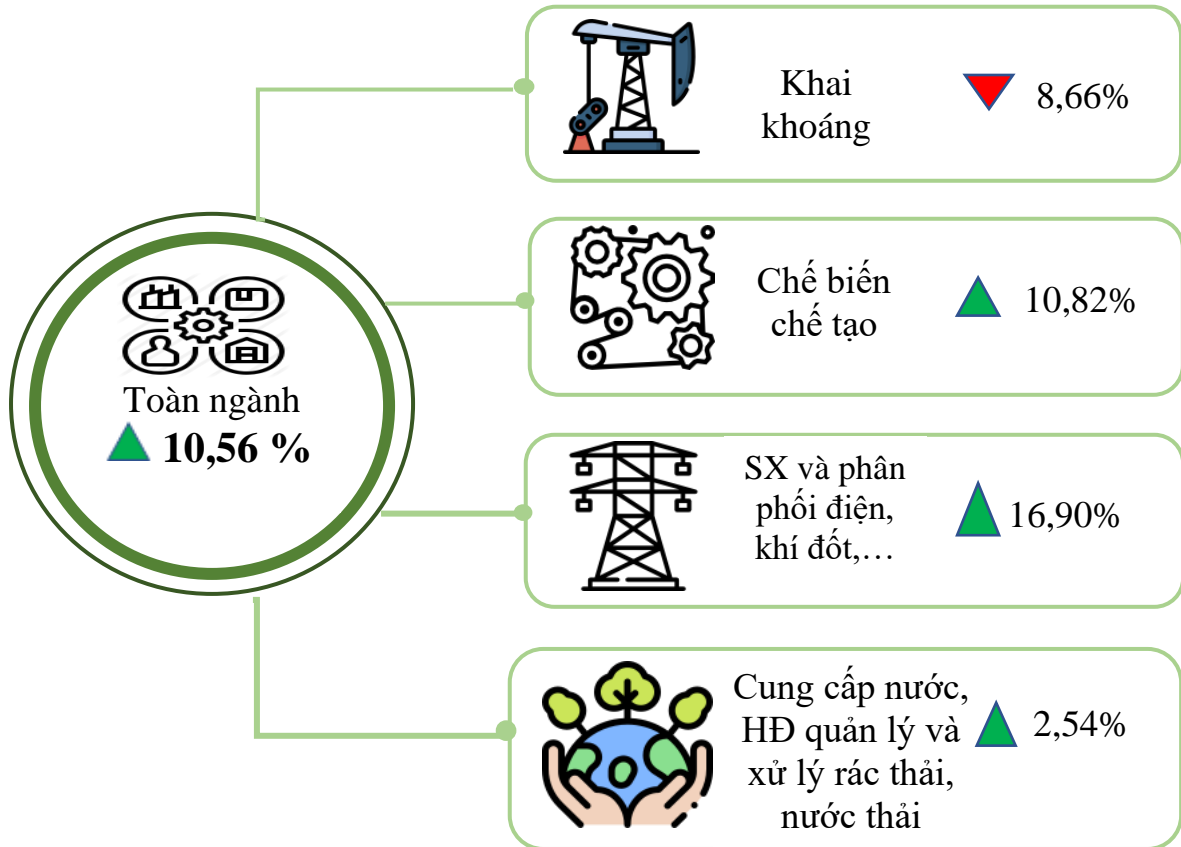 Toàn ngành
10,56 %
Khai
khoáng
8,66%
Chế biến
chế tạo
10,82%
SX và phân
phối điện,
khí đốt,…
16,90%
Cung cấp nước,
HĐ quản lý và
xử lý rác thải,
nước thải
2,54%